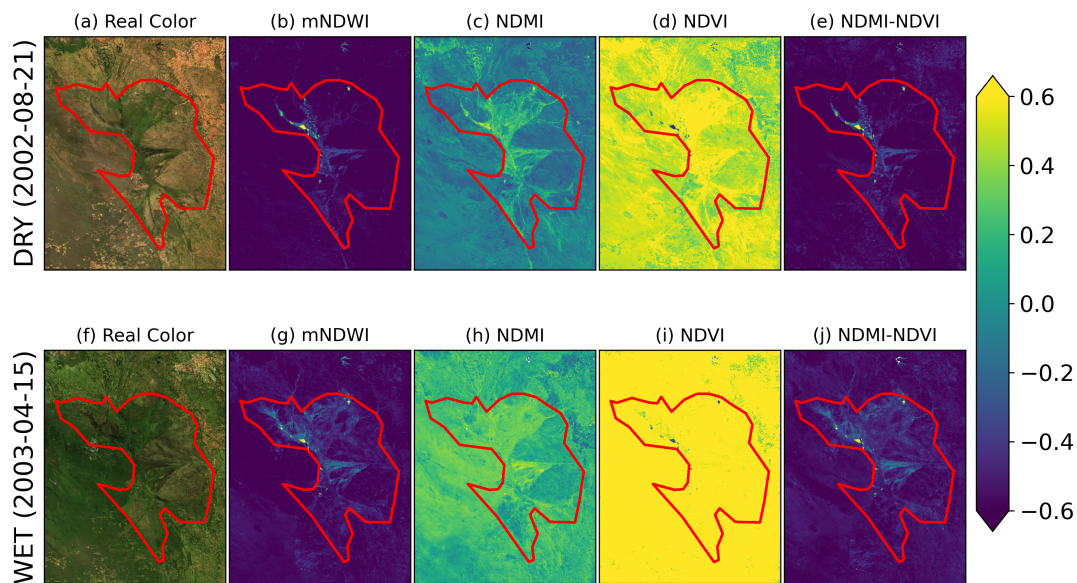 (a) Real Color
(b) mNDWI
(c) NDMI
(d) NDVI
(e) NDMI-NDVI
DRY (2002-08-21)
(f) Real Color
(g) mNDWI
(h) NDMI
(i) NDVI
(j) NDMI-NDVI
WET (2003-04-15)
0.6
0.4
0.2
0.0
−0.2
−0.4
−0.6